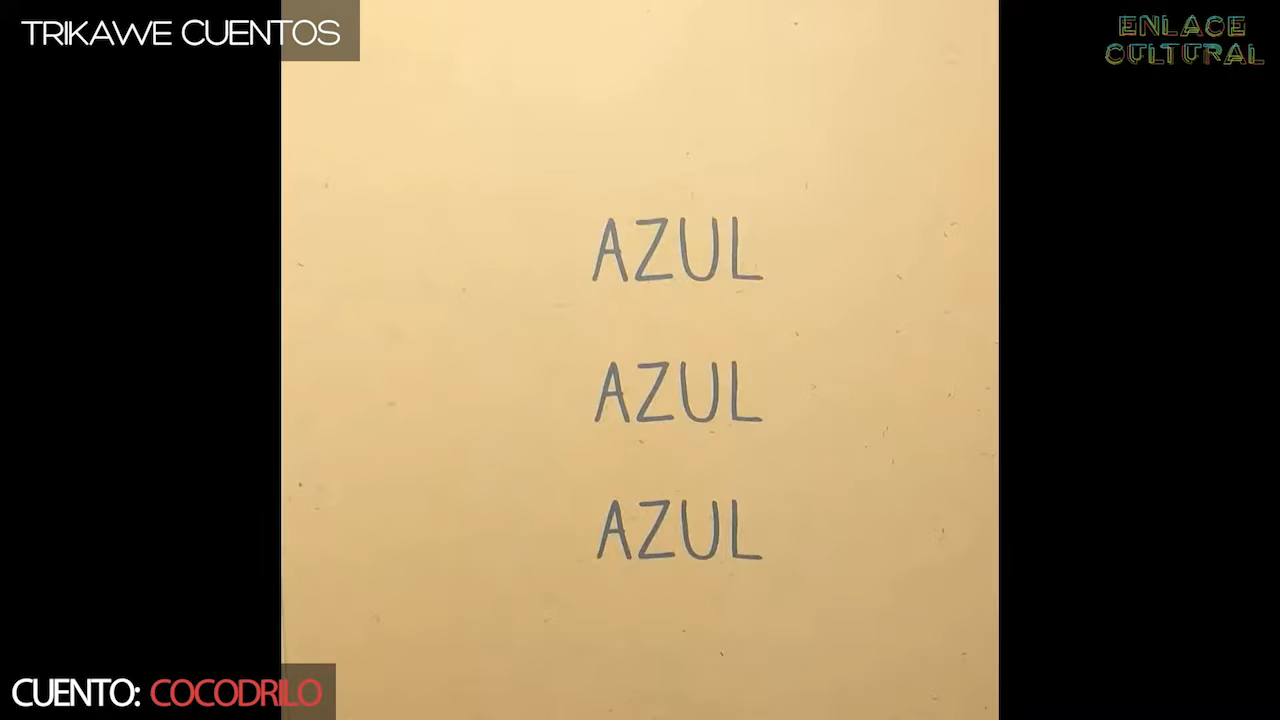 TRIKAWE CUENTOS
ENLACE
CULTURAL
AZUL
AZUL
AZUL
CUENTO: COCODRILO